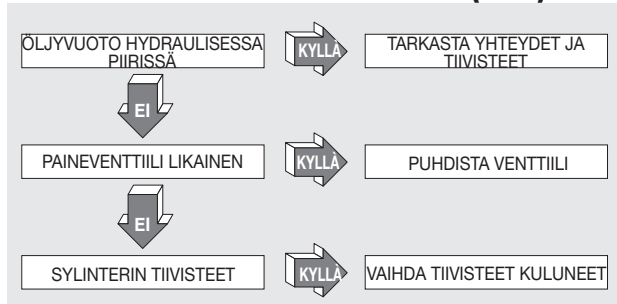 ÖLJYVUOTO HYDRAULISESSA
PIIRISSÄ
KYLLÄ
TARKASTA YHTEYDET JA
TIIVISTEET
EI
PAINEVENTTIILI LIKAINEN
KYLLÄ
PUHDISTA VENTTIILI
EI
SYLINTERIN TIIVISTEET
KYLLÄ
VAIHDA TIIVISTEET KULUNEET